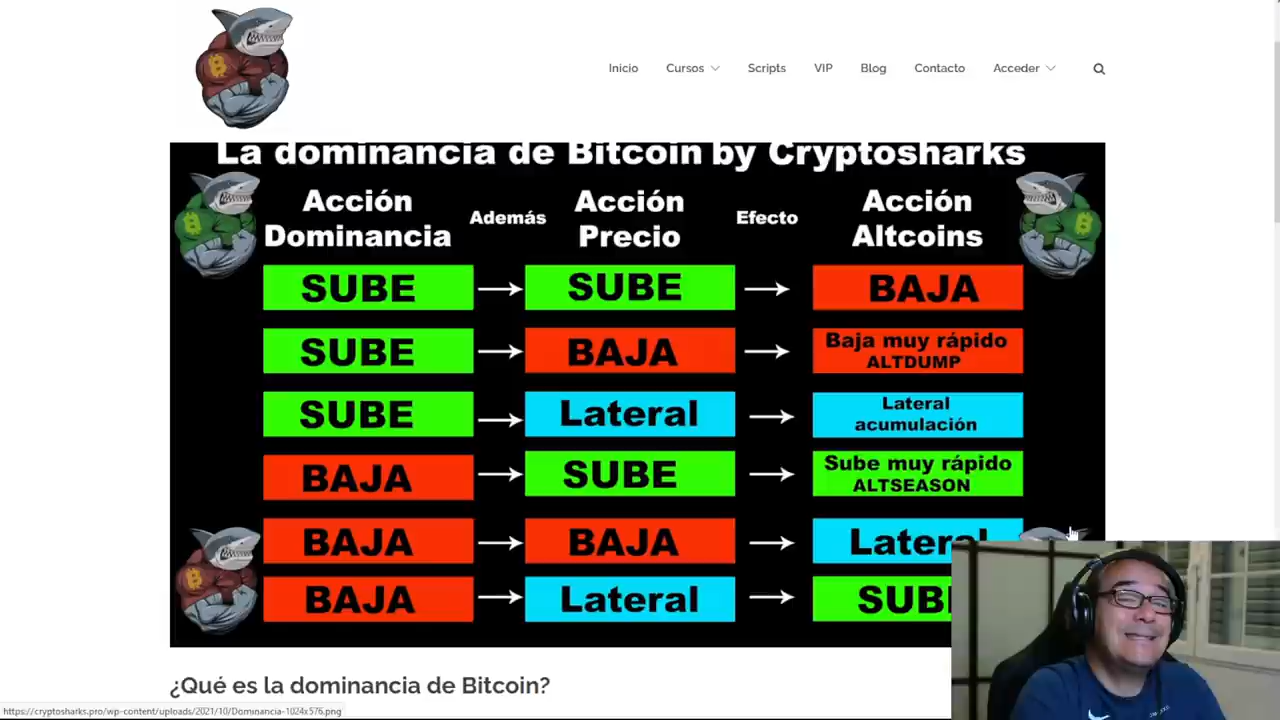 Inicio Cursos Scripts VIP Blog Contacto Acceder
La dominancia de Bitcoin by Cryptosharks
Acción Dominancia Además Acción Precio Efecto Acción Altcoins
SUBE SUBE BAJA
SUBE BAJA Baja muy rápido ALTDUMP
SUBE Lateral Lateral acumulación
BAJA SUBE Sube muy rápido ALTSEASON
BAJA BAJA Lateral
BAJA Lateral SUBE
¿Qué es la dominancia de Bitcoin?
https://cryptosharks.pro/wp-content/uploads/2021/10/Dominancia-1024x576.png